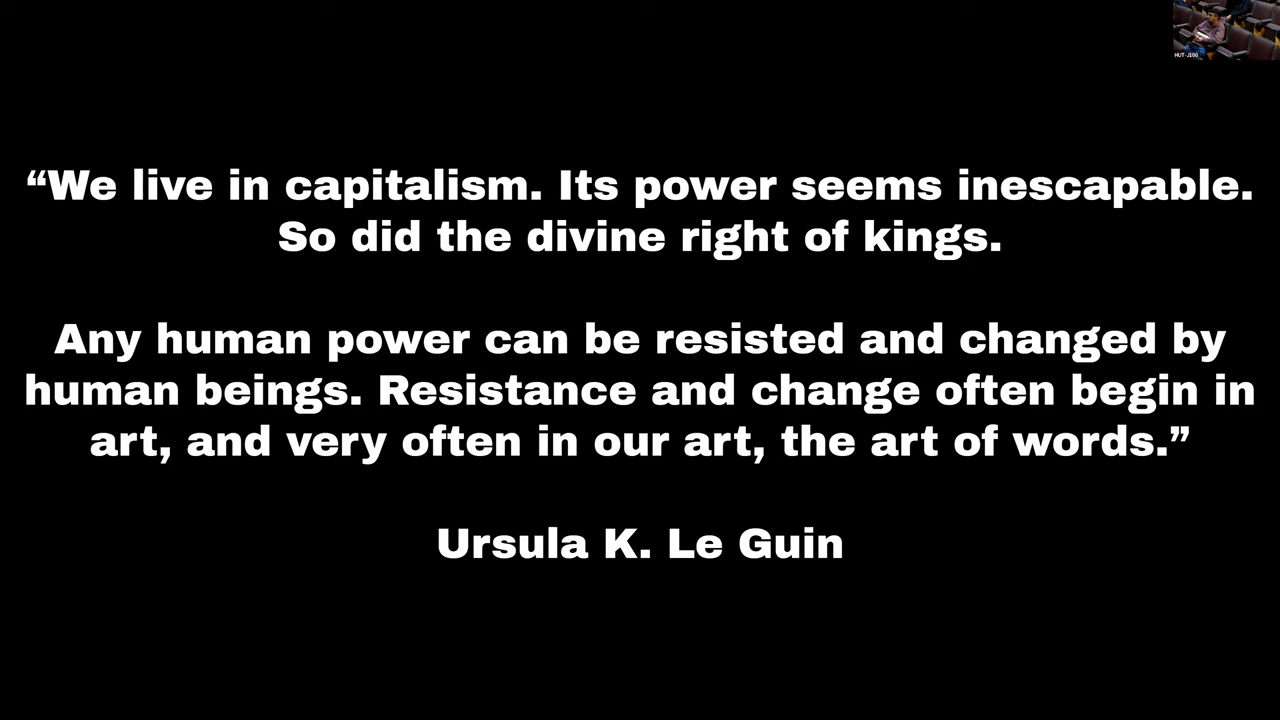 HUT-J100
“We live in capitalism. Its power seems inescapable.
So did the divine right of kings.
Any human power can be resisted and changed by
human beings. Resistance and change often begin in
art, and very often in our art, the art of words.”
Ursula K. Le Guin